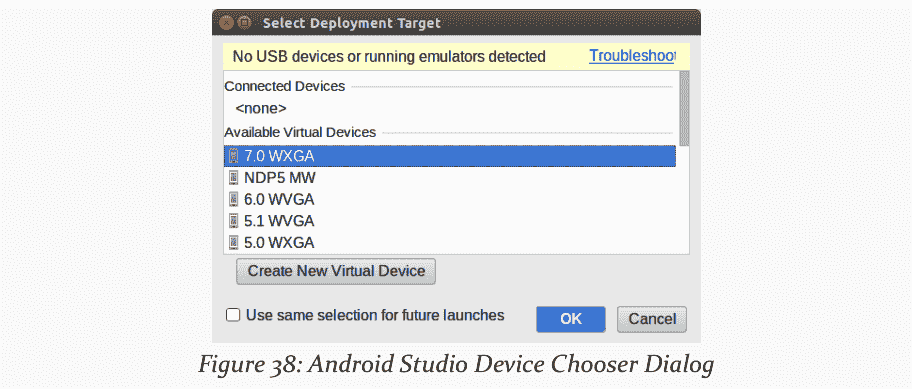 Select Deployment Target
No USB devices or running emulators detected Troubleshoot
Connected Devices
<none>
Available Virtual Devices
7.0 WXGA
NDP5 MW
6.0 WVGA
5.1 WVGA
5.0 WXGA
Create New Virtual Device
Use same selection for future launches OK Cancel
Figure 38: Android Studio Device Chooser Dialog